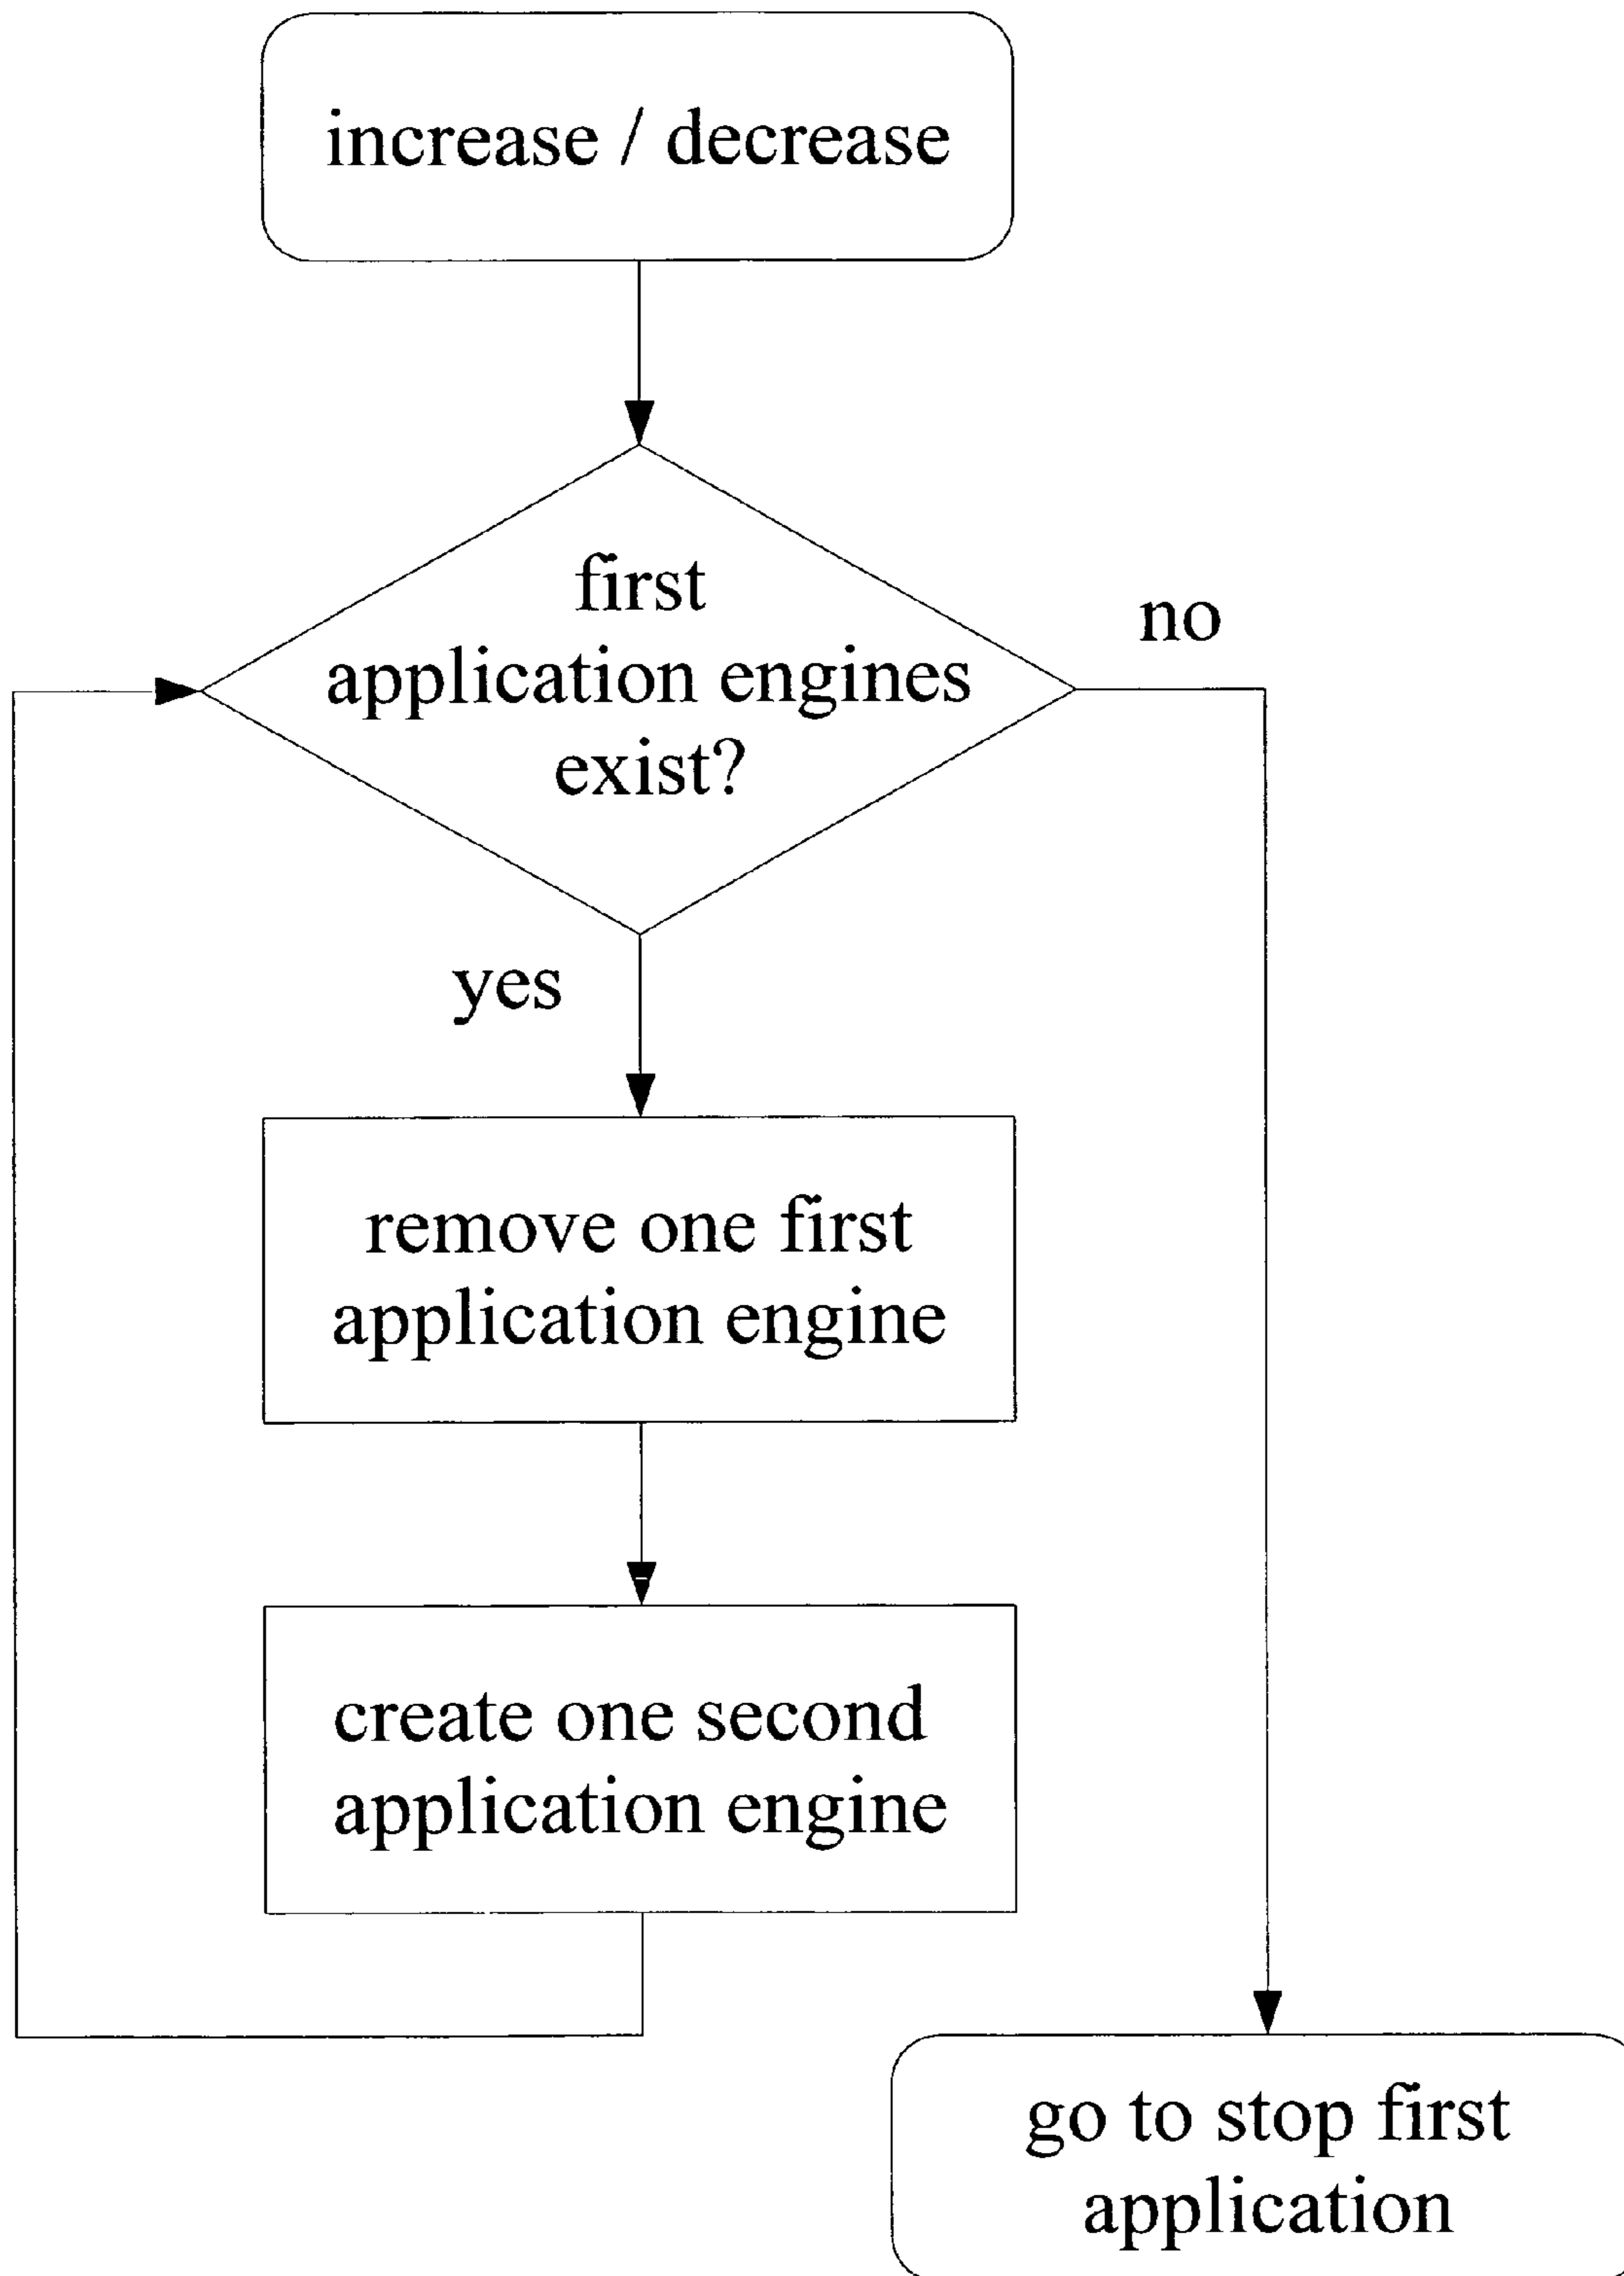 increase / decrease
first
application engines
exist?
no
yes
remove one first
application engine
create one second
application engine
go to stop first
application